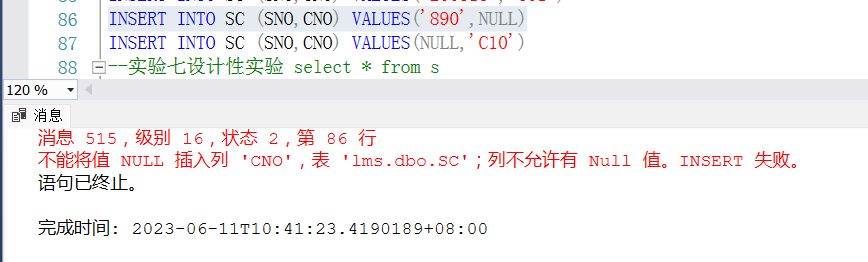 86 INSERT INTO SC (SNO,CNO) VALUES('890',NULL)
87 INSERT INTO SC (SNO,CNO) VALUES(NULL,'C10')
88 --实验七设计性实验 select * from s
120 %
消息
消息 515，级别 16，状态 2，第 86 行
不能将值 NULL 插入列 'CNO'，表 'lms.dbo.SC'；列不允许有 Null 值。INSERT 失败。
语句已终止。
完成时间: 2023-06-11T10:41:23.4190189+08:00